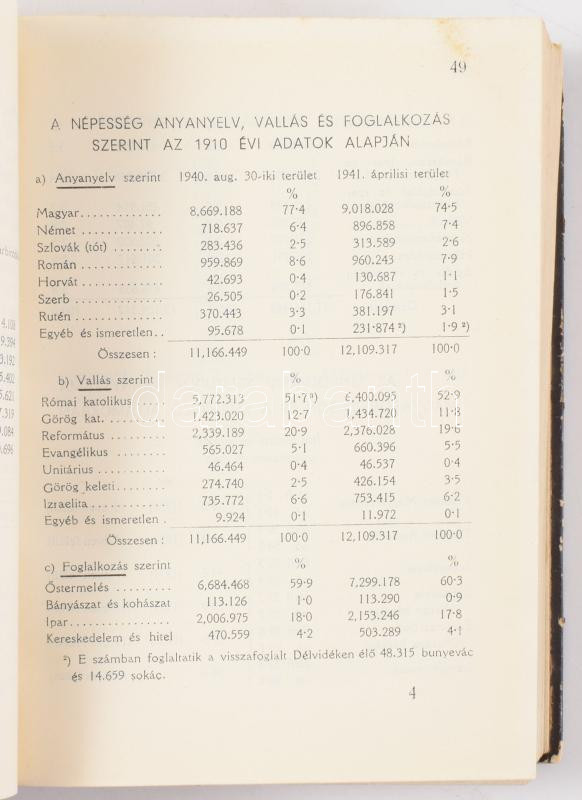 49
A NÉPESSÉG ANYANYELV, VALLÁS ÉS FOGLALKOZÁS
SZERINT AZ 1910 ÉVI ADATOK ALAPJÁN
a) Anyanyelv szerint 1940. aug. 30-iki terület 1941. áprilisi terület
% %
Magyar............. 8,669.188 77·4 9,018.028 74·5
Német ............. 718.637 6·4 896.858 7·4
Szlovák (tót) ....... 283.436 2·5 313.589 2·6
Román ............. 959.869 8·6 960.243 7·9
Horvát ............. 42.693 0·4 130.687 1·1
Szerb .............. 26.505 0·2 176.841 1·5
Rutén .............. 370.443 3·3 381.197 3·1
Egyéb és ismeretlen.. 95.678 0·1 231.874 ²) 1·9 ²)
Összesen : 11,166.449 100·0 12,109.317 100·0
b) Vallás szerint % %
Római katolikus ..... 5,772.313 51·7²) 6,400.095 52·9
Görög kat. ......... 1,423.020 12·7 1,434.720 11·8
Református ......... 2,339.189 20·9 2,376.028 19·6
Evangélikus ........ 565.027 5·1 660.396 5·5
Unitárius ........... 46.464 0·4 46.537 0·4
Görög keleti........ 274.740 2·5 426.154 3·5
Izraelita ............ 735.772 6·6 753.415 6·2
Egyéb és ismeretlen . 9.924 0·1 11.972 0·1
Összesen : 11,166.449 100·0 12,109.317 100·0
c) Foglalkozás szerint % %
Őstermelés ......... 6,684.468 59·9 7,299.178 60·3
Bányászat és kohászat 113.126 1·0 113.290 0·9
Ipar................ 2,006.975 18·0 2,153.246 17·8
Kereskedelem és hitel 470.559 4·2 503.289 4·1
²) E számban foglaltatik a visszafoglalt Délvidéken élő 48.315 bunyevác
és 14.659 sokác.
4
darabanth